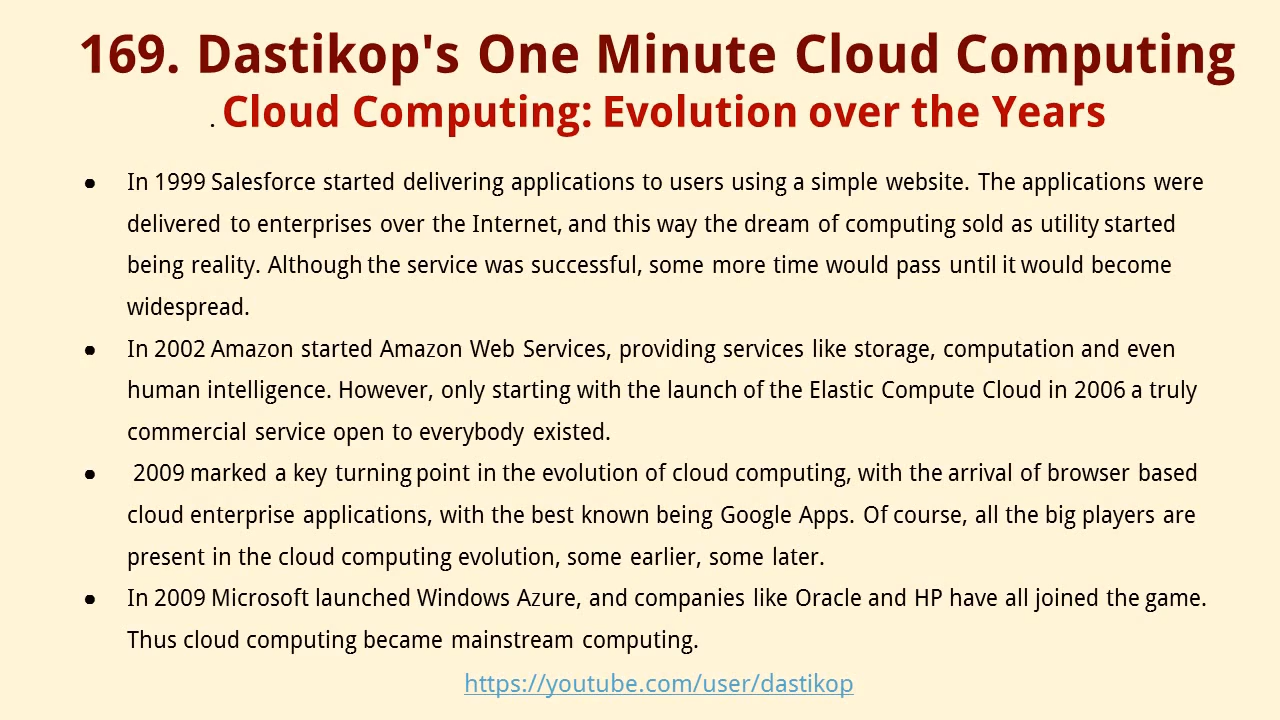 169. Dastikop's One Minute Cloud Computing
. Cloud Computing: Evolution over the Years
● In 1999 Salesforce started delivering applications to users using a simple website. The applications were
delivered to enterprises over the Internet, and this way the dream of computing sold as utility started
being reality. Although the service was successful, some more time would pass until it would become
widespread.
● In 2002 Amazon started Amazon Web Services, providing services like storage, computation and even
human intelligence. However, only starting with the launch of the Elastic Compute Cloud in 2006 a truly
commercial service open to everybody existed.
● 2009 marked a key turning point in the evolution of cloud computing, with the arrival of browser based
cloud enterprise applications, with the best known being Google Apps. Of course, all the big players are
present in the cloud computing evolution, some earlier, some later.
● In 2009 Microsoft launched Windows Azure, and companies like Oracle and HP have all joined the game.
Thus cloud computing became mainstream computing.
https://youtube.com/user/dastikop